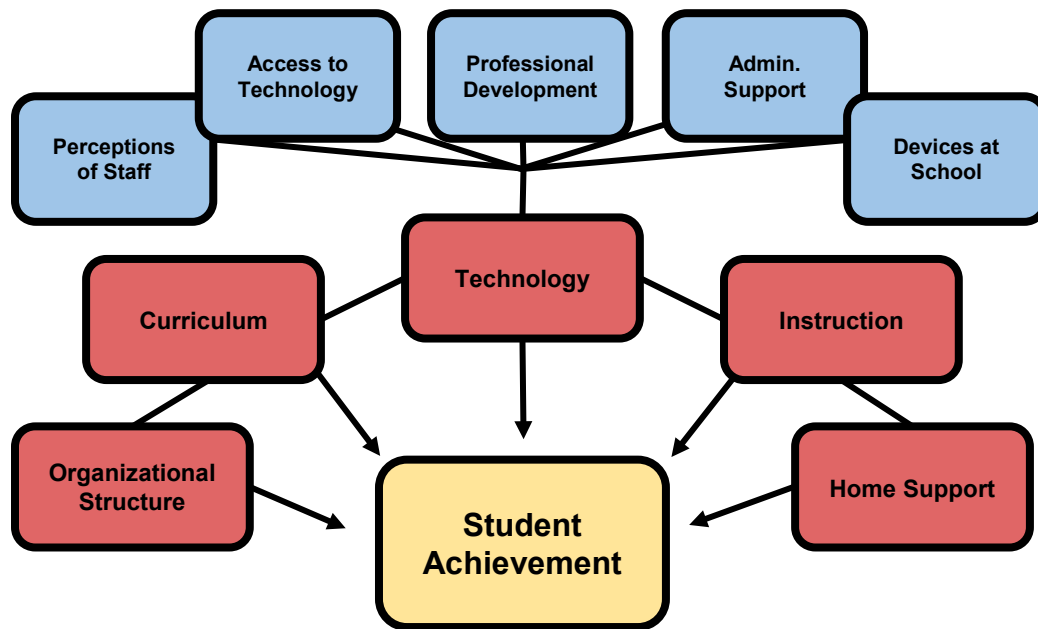 Access to
Technology
Professional
Development
Admin.
Support
Perceptions
of Staff
Devices at
School
Technology
Curriculum
Instruction
Organizational
Structure
Home Support
Student
Achievement